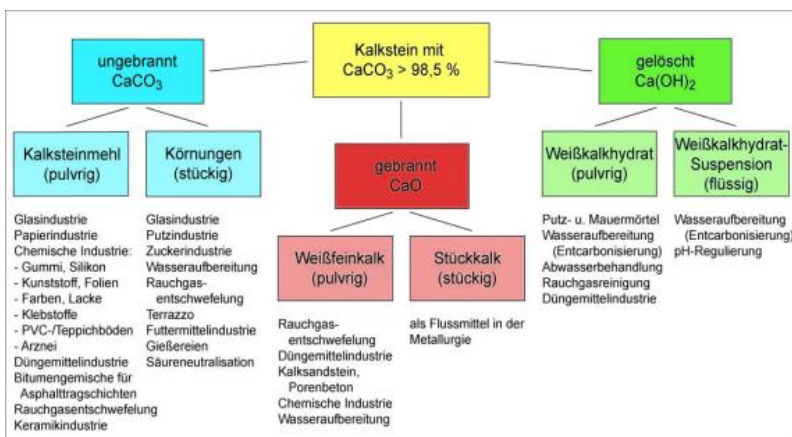 Kalkstein mit
CaCO₃ > 98,5 %
ungebrannt
CaCO₃
gelöscht
Ca(OH)₂
Kalksteinmehl
(pulvrig)
Körnungen
(stückig)
gebrannt
CaO
Weißkalkhydrat
(pulvrig)
Weißkalkhydrat-
Suspension
(flüssig)
Glasindustrie
Papierindustrie
Chemische Industrie:
- Gummi, Silikon
- Kunststoff, Folien
- Farben, Lacke
- Klebstoffe
- PVC-/Teppichböden
- Arznei
Düngemittelindustrie
Bitumengemische für
Asphalttragschichten
Rauchgasentschwefelung
Keramikindustrie
Glasindustrie
Putzindustrie
Zuckerindustrie
Wasseraufbereitung
Rauchgas-
entschwefelung
Terrazzo
Futtermittelindustrie
Gießereien
Säureneutralisation
Weißfeinkalk
(pulvrig)
Stückkalk
(stückig)
Rauchgas-
entschwefelung
Düngemittelindustrie
Kalksandstein,
Porenbeton
Chemische Industrie
Wasseraufbereitung
als Flussmittel in der
Metallurgie
Putz- u. Mauermörtel
Wasseraufbereitung
(Entcarbonisierung)
Abwasserbehandlung
Rauchgasreinigung
Düngemittelindustrie
Wasseraufbereitung
(Entcarbonisierung)
pH-Regulierung